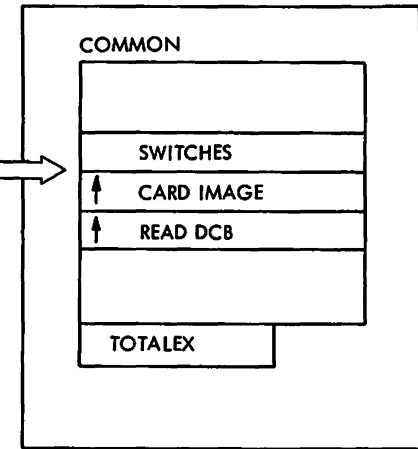 COMMON
SWITCHES
CARD IMAGE
READ DCB
TOTALEX